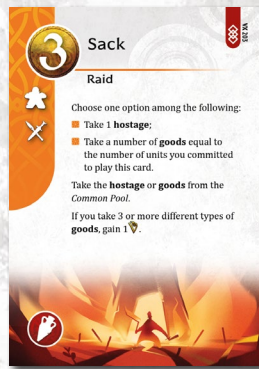 3
Sack
VK 203
Raid
Choose one option among the following:
Take 1 hostage;
Take a number of goods equal to
the number of units you committed
to play this card.
Take the hostage or goods from the
Common Pool.
If you take 3 or more different types of
goods, gain 1.